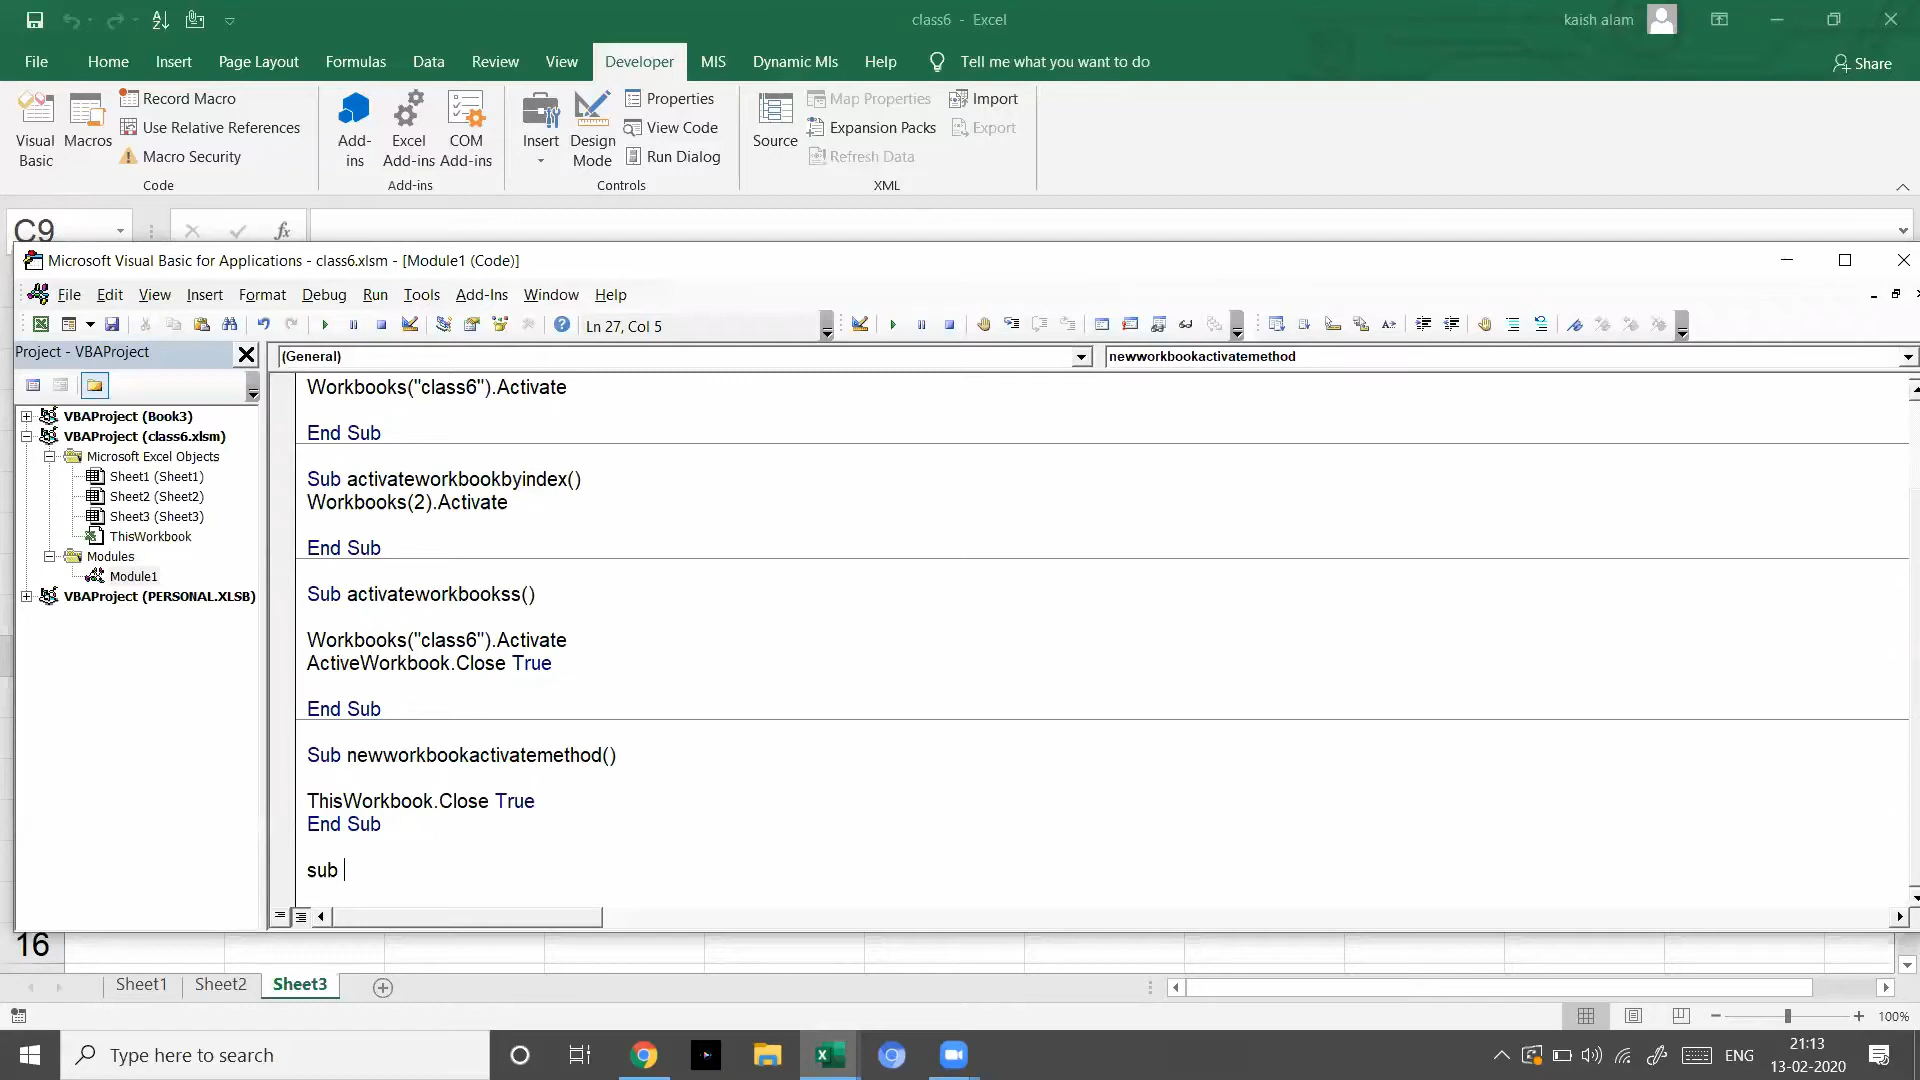 class6 - Excel
kaish alam
File Home Insert Page Layout Formulas Data Review View Developer MIS Dynamic MIs Help Tell me what you want to do
Share
Visual Basic
Macros
Record Macro
Use Relative References
Macro Security
Code
Add-ins
Excel Add-ins
COM Add-ins
Add-ins
Insert
Design Mode
Properties
View Code
Run Dialog
Controls
Source
Map Properties
Expansion Packs
Refresh Data
Import
Export
XML
C9
fx
Microsoft Visual Basic for Applications - class6.xlsm - [Module1 (Code)]
File Edit View Insert Format Debug Run Tools Add-Ins Window Help
Ln 27, Col 5
Project - VBAProject
(General)
newworkbookactivatemethod
VBAProject (Book3)
VBAProject (class6.xlsm)
Microsoft Excel Objects
Sheet1 (Sheet1)
Sheet2 (Sheet2)
Sheet3 (Sheet3)
ThisWorkbook
Modules
Module1
VBAProject (PERSONAL.XLSB)
Workbooks("class6").Activate
End Sub
Sub activateworkbookbyindex()
Workbooks(2).Activate
End Sub
Sub activateworkbookss()
Workbooks("class6").Activate
ActiveWorkbook.Close True
End Sub
Sub newworkbookactivatemethod()
ThisWorkbook.Close True
End Sub
sub
16
Sheet1 Sheet2 Sheet3
100%
Type here to search
ENG
21:13
13-02-2020